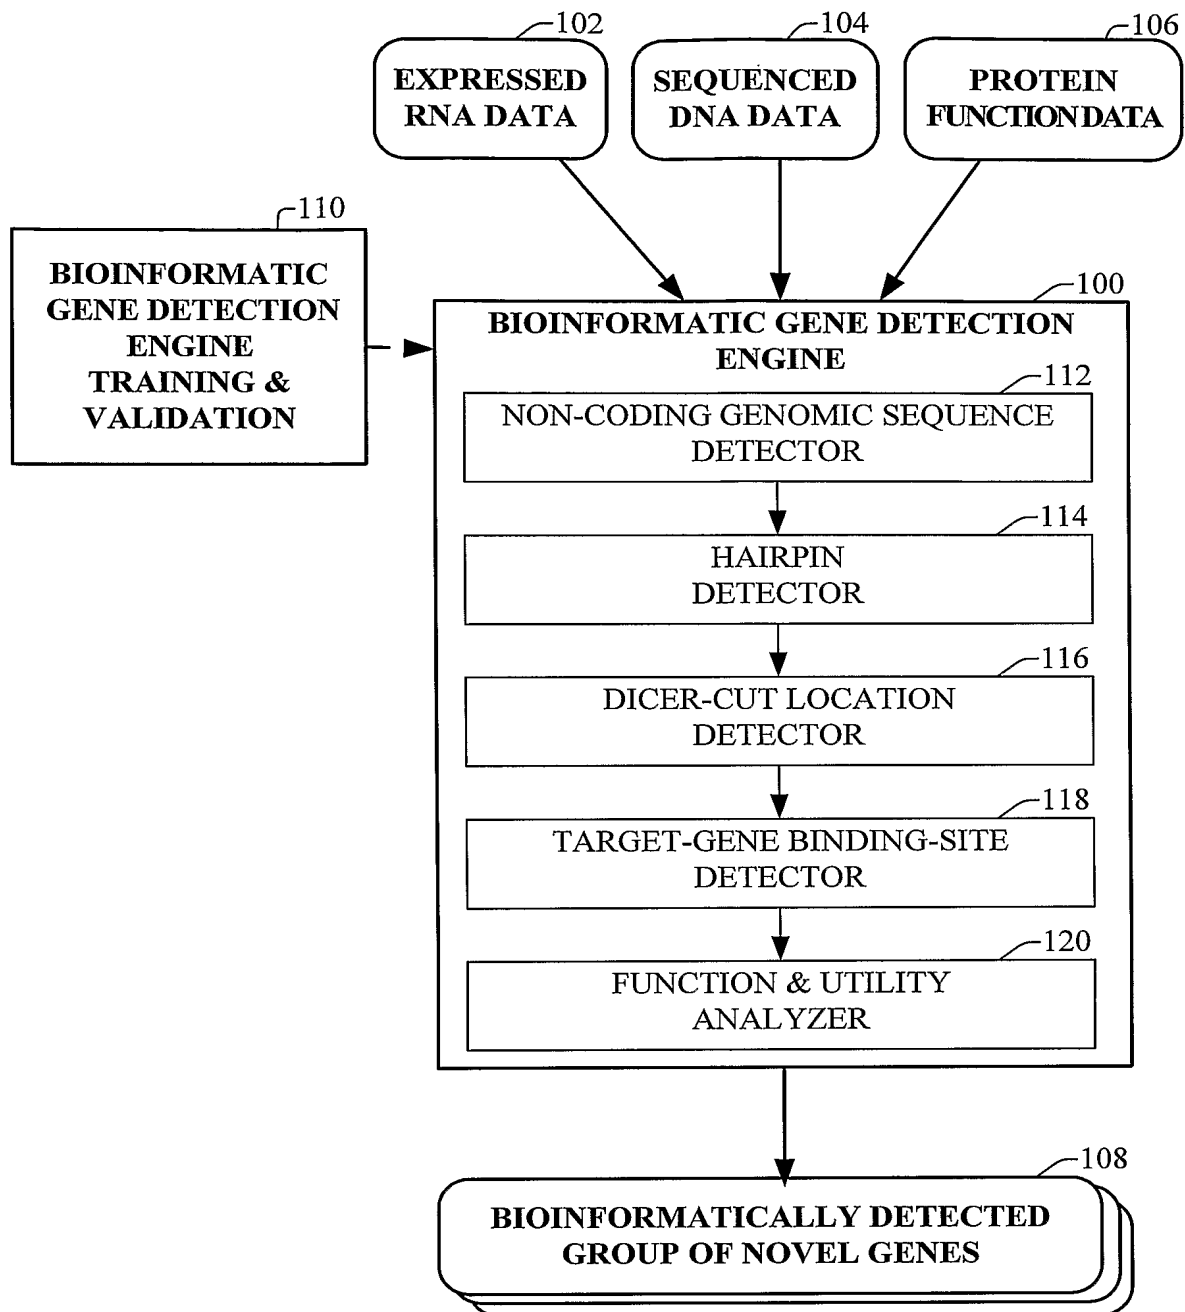 102
104
106
EXPRESSED
RNA DATA
SEQUENCED
DNA DATA
PROTEIN
FUNCTION DATA
110
BIOINFORMATIC
GENE DETECTION
ENGINE
TRAINING &
VALIDATION
100
BIOINFORMATIC GENE DETECTION
ENGINE
112
NON-CODING GENOMIC SEQUENCE
DETECTOR
114
HAIRPIN
DETECTOR
116
DICER-CUT LOCATION
DETECTOR
118
TARGET-GENE BINDING-SITE
DETECTOR
120
FUNCTION & UTILITY
ANALYZER
108
BIOINFORMATICALLY DETECTED
GROUP OF NOVEL GENES